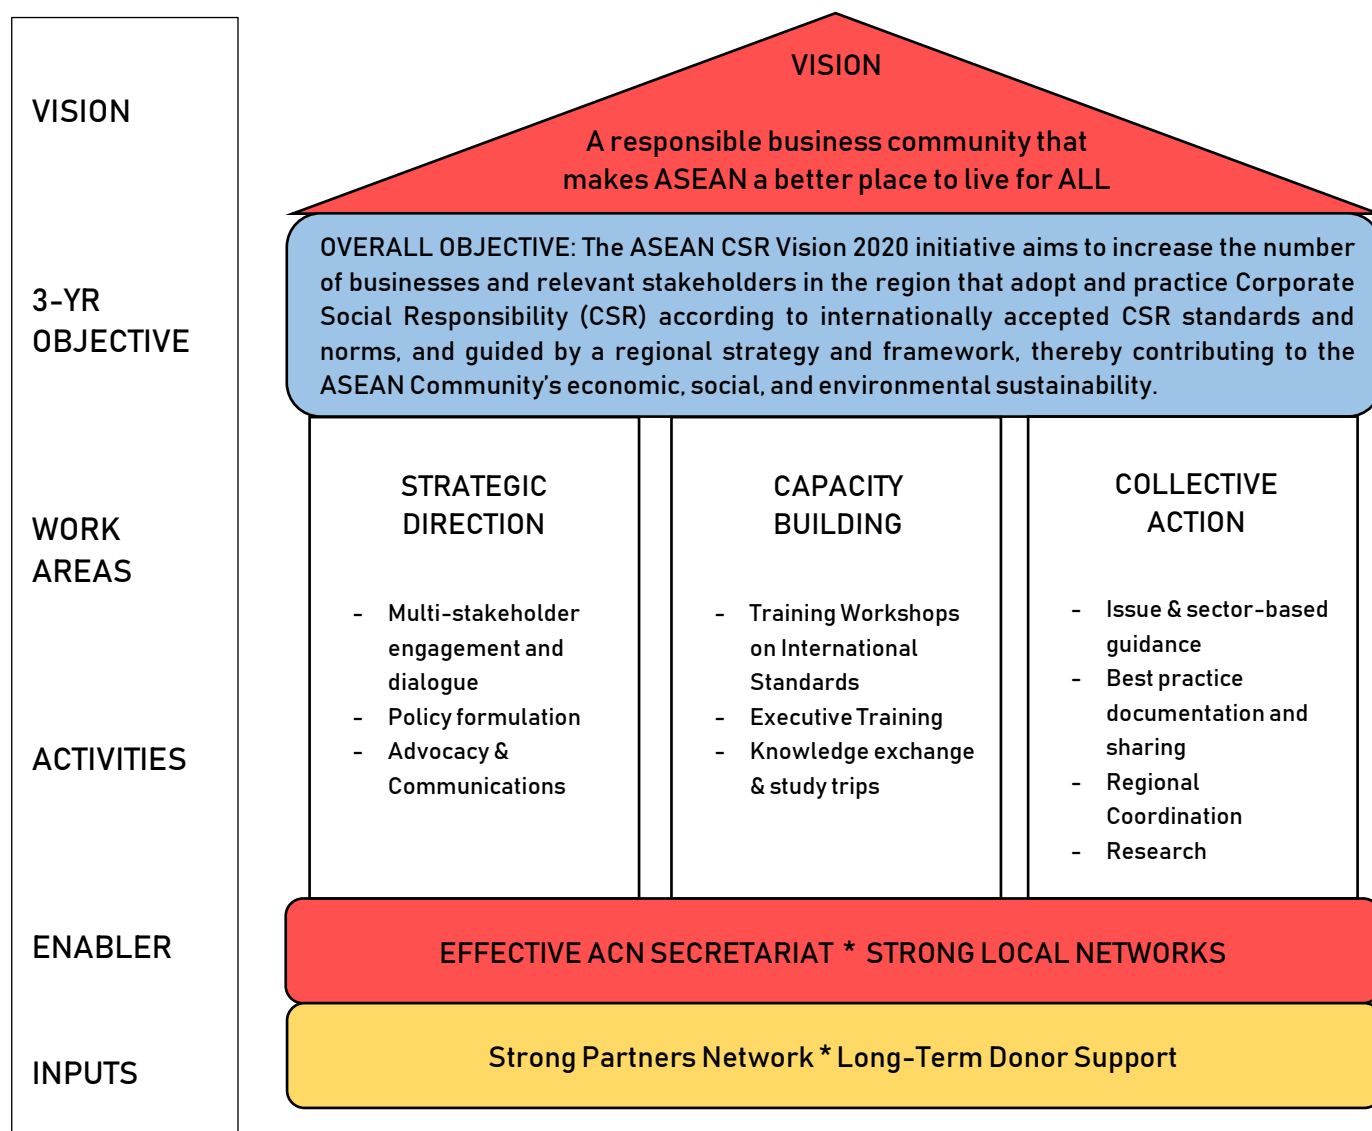 VISION
3-YR
OBJECTIVE
WORK
AREAS
ACTIVITIES
ENABLER
INPUTS
VISION
A responsible business community that
makes ASEAN a better place to live for ALL
OVERALL OBJECTIVE: The ASEAN CSR Vision 2020 initiative aims to increase the number
of businesses and relevant stakeholders in the region that adopt and practice Corporate
Social Responsibility (CSR) according to internationally accepted CSR standards and
norms, and guided by a regional strategy and framework, thereby contributing to the
ASEAN Community’s economic, social, and environmental sustainability.
STRATEGIC
DIRECTION
- Multi-stakeholder
engagement and
dialogue
- Policy formulation
- Advocacy &
Communications
CAPACITY
BUILDING
- Training Workshops
on International
Standards
- Executive Training
- Knowledge exchange
& study trips
COLLECTIVE
ACTION
- Issue & sector-based
guidance
- Best practice
documentation and
sharing
- Regional
Coordination
- Research
EFFECTIVE ACN SECRETARIAT * STRONG LOCAL NETWORKS
Strong Partners Network * Long-Term Donor Support